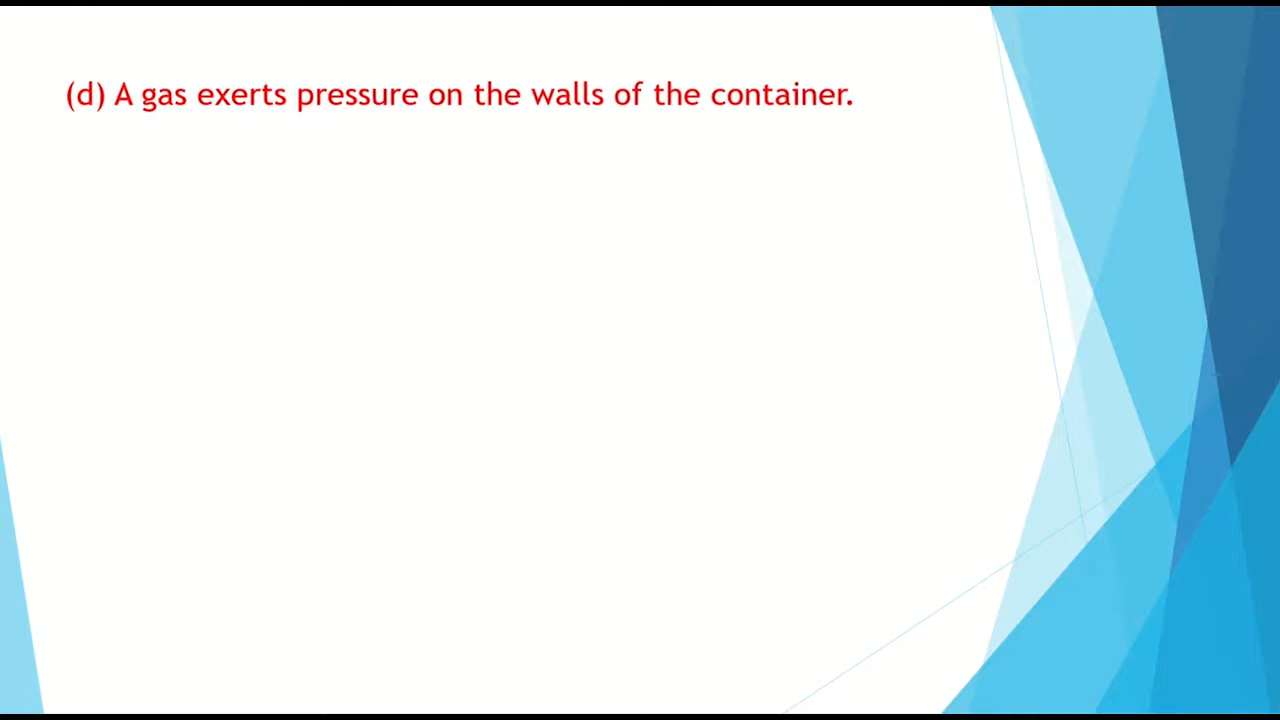 (d) A gas exerts pressure on the walls of the container.